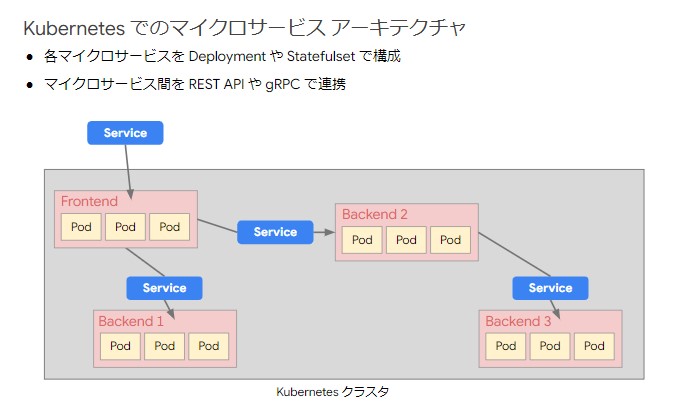 Kubernetes でのマイクロサービス アーキテクチャ
● 各マイクロサービスを Deployment や Statefulset で構成
● マイクロサービス間を REST API や gRPC で連携
Service
Frontend
Pod Pod Pod
Service
Backend 2
Pod Pod Pod
Service
Backend 1
Pod Pod Pod
Service
Backend 3
Pod Pod Pod
Kubernetes クラスタ